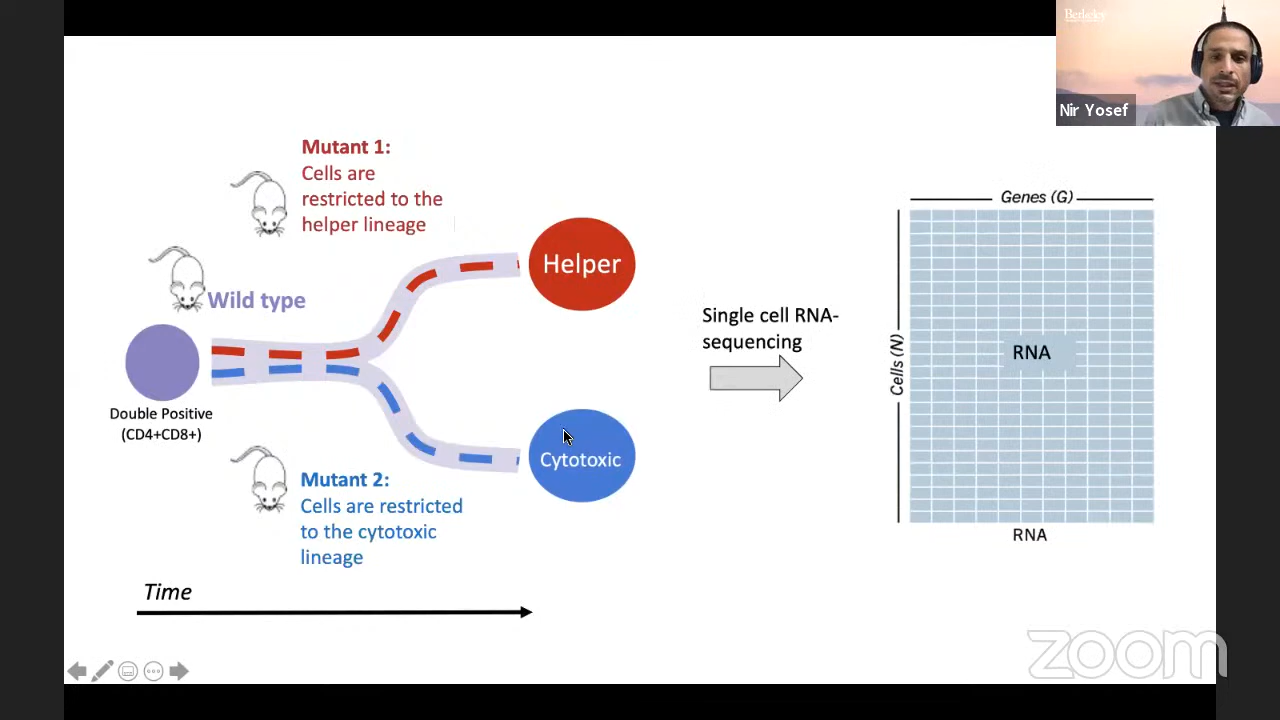 Berkeley
Nir Yosef
Mutant 1:
Cells are
restricted to the
helper lineage
Wild type
Helper
Double Positive
(CD4+CD8+)
Cytotoxic
Mutant 2:
Cells are restricted
to the cytotoxic
lineage
Time
Single cell RNA-
sequencing
Genes (G)
Cells (N)
RNA
RNA
zoom